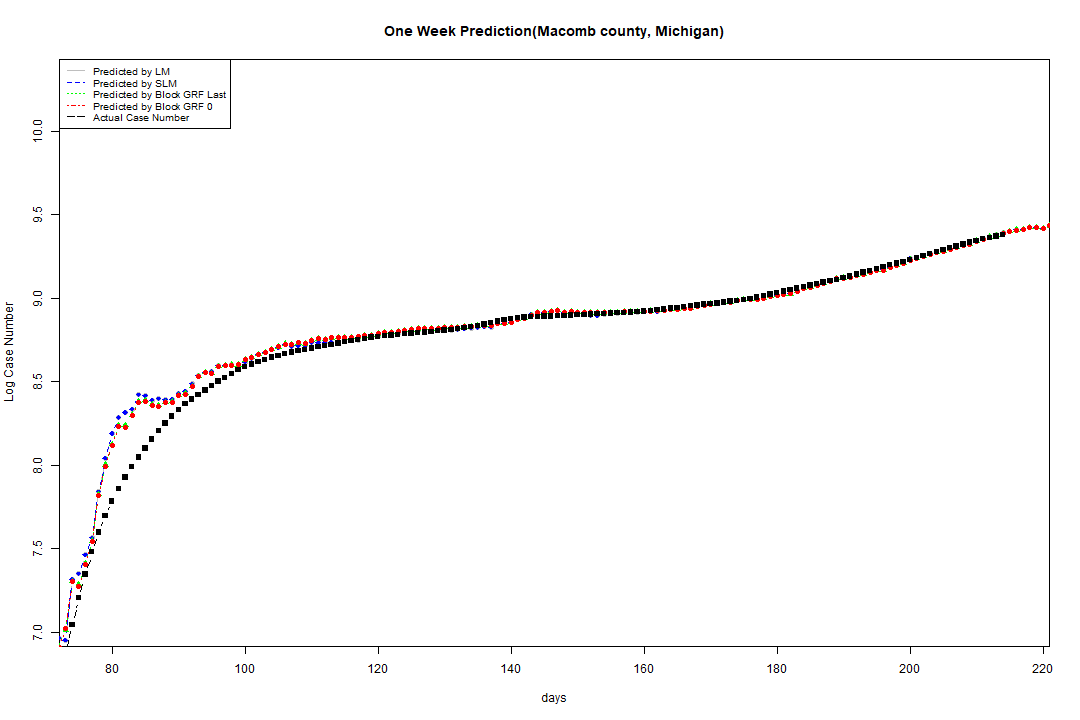 One Week Prediction(Macomb county, Michigan)
Predicted by LM
Predicted by SLM
Predicted by Block GRF Last
Predicted by Block GRF 0
Actual Case Number
10.0
9.5
9.0
8.5
8.0
7.5
7.0
Log Case Number
80 100 120 140 160 180 200 220
days